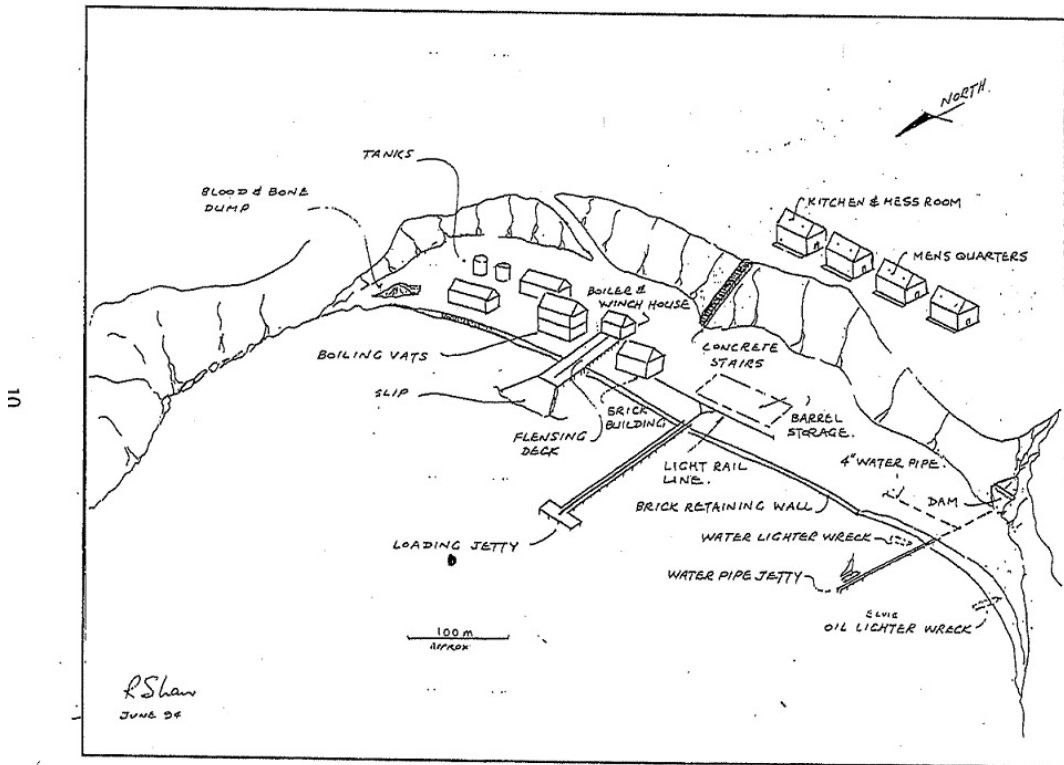 NORTH.
TANKS
BLOOD & BONE
DUMP
KITCHEN & MESS ROOM
MENS QUARTERS
BOILER &
WINCH HOUSE
BOILING VATS
CONCRETE
STAIRS
SLIP
BRICK
BUILDING
FLENSING
DECK
BARREL
STORAGE.
LIGHT RAIL
LINE.
4" WATER PIPE.
DAM
BRICK RETAINING WALL
LOADING JETTY
WATER LIGHTER WRECK
WATER PIPE JETTY
ELVIE
OIL LIGHTER WRECK
100 m
APPROX
R Shaw
JUNE 94
10